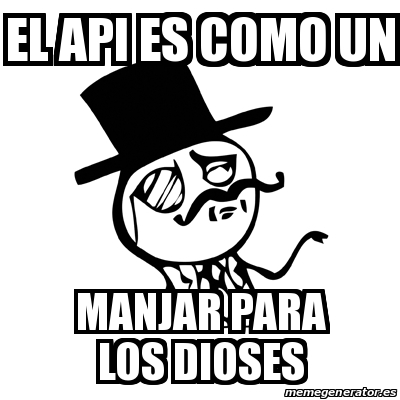 EL API ES COMO UN
MANJAR PARA
LOS DIOSES
memegenerator.es